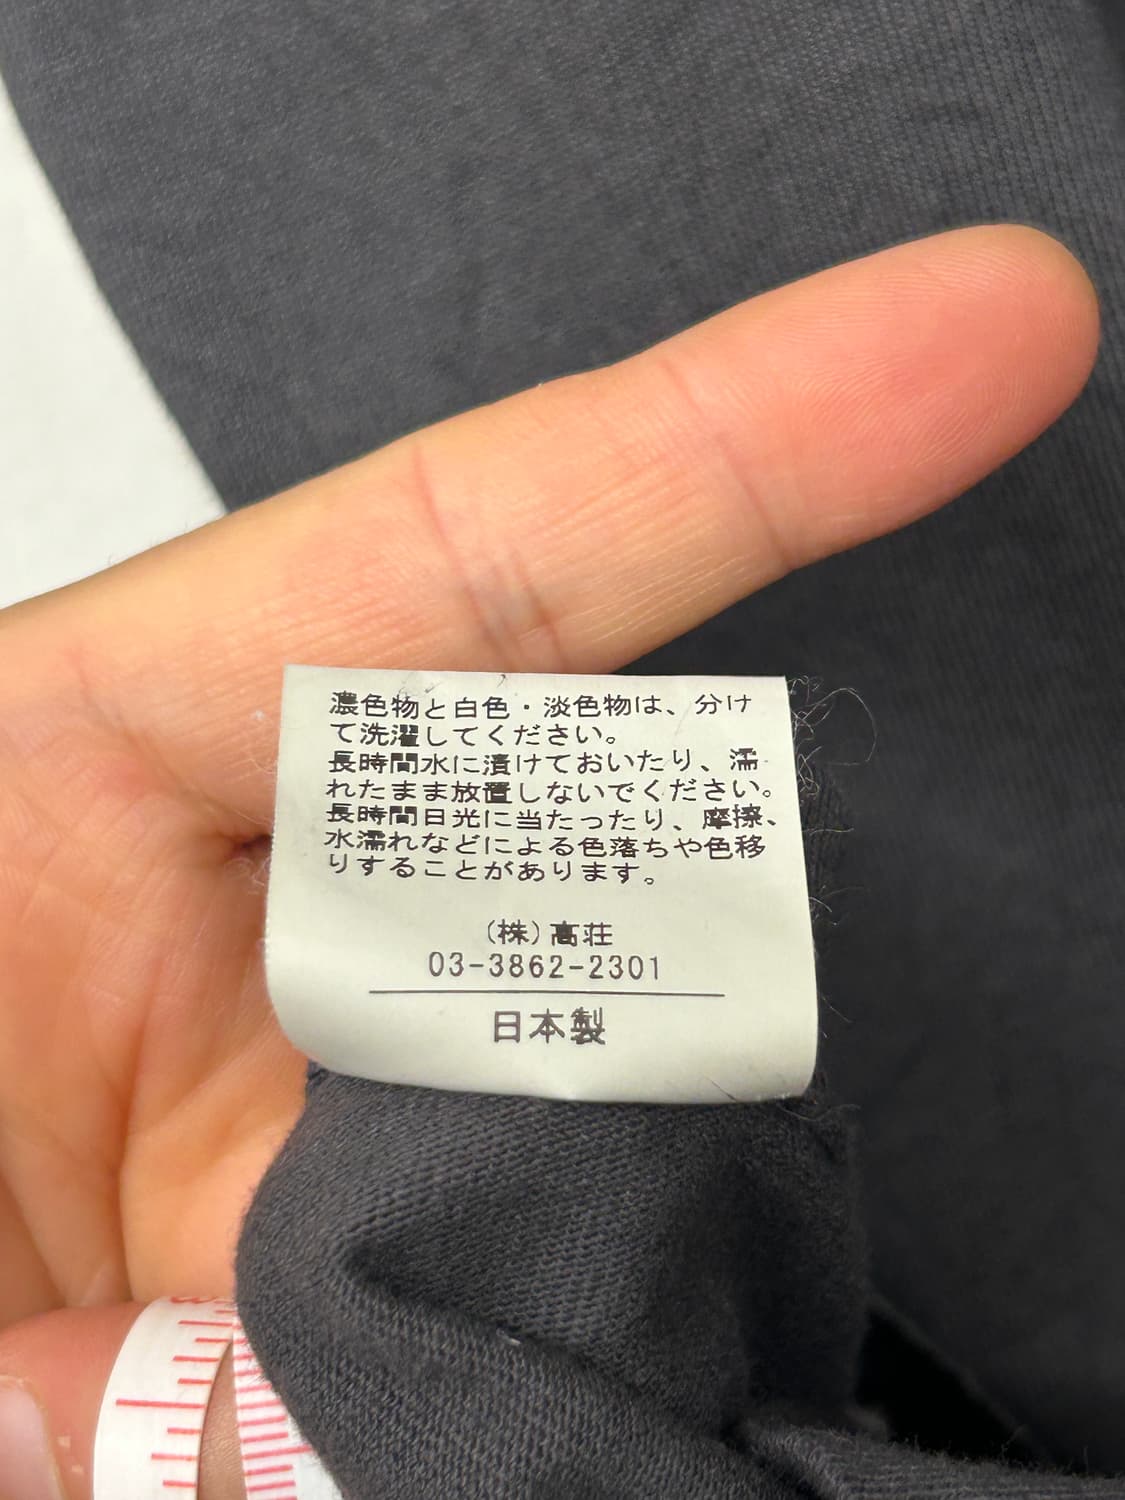 濃色物と白色・淡色物は、分け
て洗濯してください。
長時間水に漬けておいたり、濡
れたまま放置しないでください。
長時間日光に当たったり、摩擦、
水濡れなどによる色落ちや色移
りすることがあります。
(株)高荘
03-3862-2301
日本製